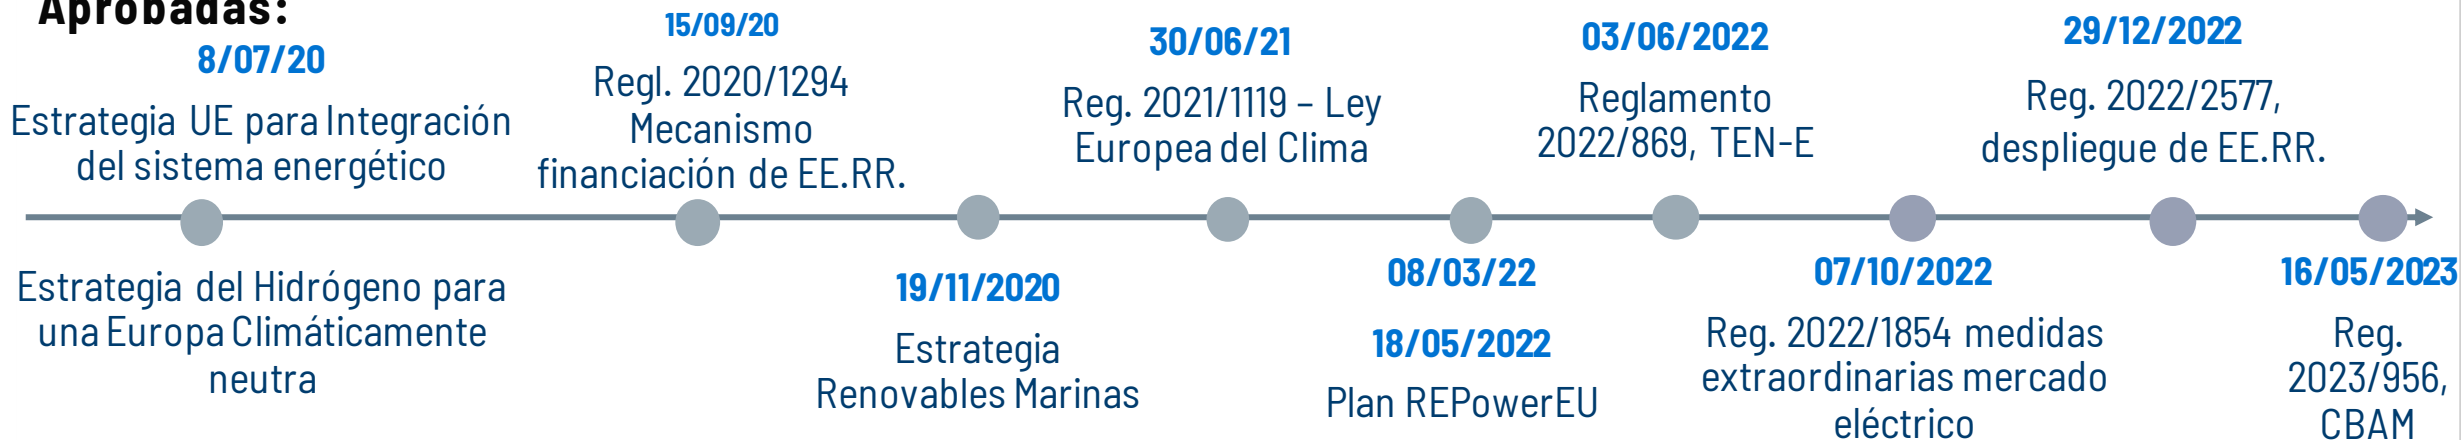 Aprobadas:
8/07/20
Estrategia UE para Integración
del sistema energético
Estrategia del Hidrógeno para
una Europa Climáticamente
neutra
15/09/20
Regl. 2020/1294
Mecanismo
financiación de EE.RR.
19/11/2020
Estrategia
Renovables Marinas
30/06/21
Reg. 2021/1119 – Ley
Europea del Clima
08/03/22
18/05/2022
Plan REPowerEU
03/06/2022
Reglamento
2022/869, TEN-E
07/10/2022
Reg. 2022/1854 medidas
extraordinarias mercado
eléctrico
29/12/2022
Reg. 2022/2577,
despliegue de EE.RR.
16/05/2023
Reg.
2023/956,
CBAM